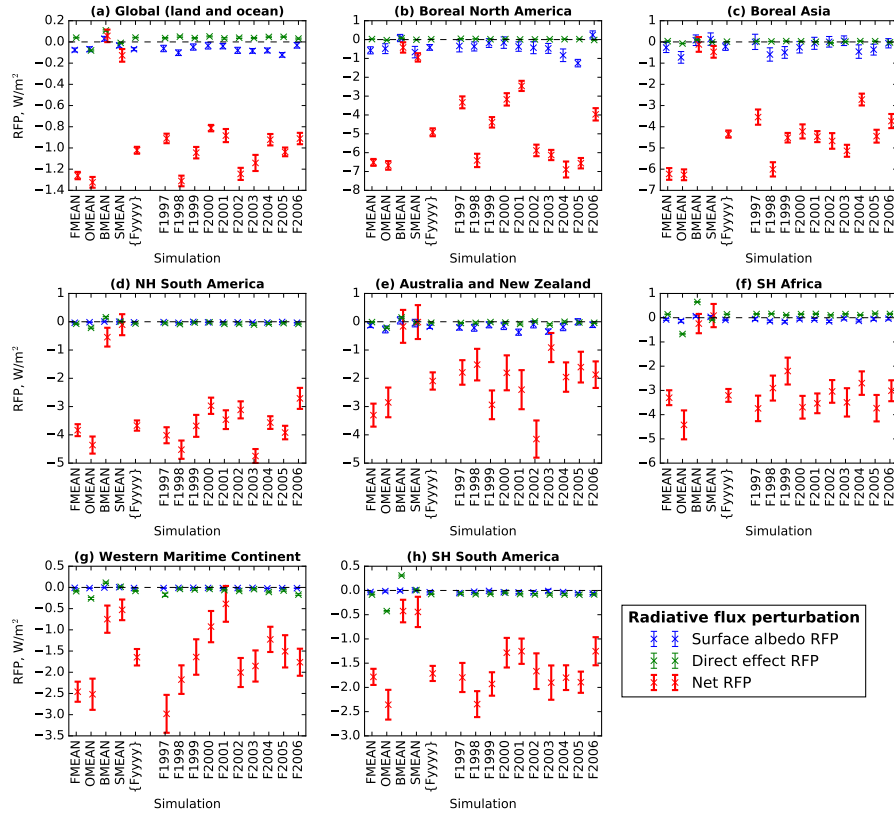 (a) Global (land and ocean)
0.2
0.0
−0.2
−0.4
−0.6
−0.8
−1.0
−1.2
−1.4
RFP, W/m²
FMEAN
OMEAN
BMEAN
SMEAN
{Fyyyy}
F1997
F1998
F1999
F2000
F2001
F2002
F2003
F2004
F2005
F2006
Simulation
(b) Boreal North America
1
0
−1
−2
−3
−4
−5
−6
−7
−8
FMEAN
OMEAN
BMEAN
SMEAN
{Fyyyy}
F1997
F1998
F1999
F2000
F2001
F2002
F2003
F2004
F2005
F2006
Simulation
(c) Boreal Asia
1
0
−1
−2
−3
−4
−5
−6
−7
FMEAN
OMEAN
BMEAN
SMEAN
{Fyyyy}
F1997
F1998
F1999
F2000
F2001
F2002
F2003
F2004
F2005
F2006
Simulation
(d) NH South America
1
0
−1
−2
−3
−4
−5
RFP, W/m²
FMEAN
OMEAN
BMEAN
SMEAN
{Fyyyy}
F1997
F1998
F1999
F2000
F2001
F2002
F2003
F2004
F2005
F2006
Simulation
(e) Australia and New Zealand
1
0
−1
−2
−3
−4
−5
FMEAN
OMEAN
BMEAN
SMEAN
{Fyyyy}
F1997
F1998
F1999
F2000
F2001
F2002
F2003
F2004
F2005
F2006
Simulation
(f) SH Africa
1
0
−1
−2
−3
−4
−5
−6
FMEAN
OMEAN
BMEAN
SMEAN
{Fyyyy}
F1997
F1998
F1999
F2000
F2001
F2002
F2003
F2004
F2005
F2006
Simulation
(g) Western Maritime Continent
0.5
0.0
−0.5
−1.0
−1.5
−2.0
−2.5
−3.0
−3.5
RFP, W/m²
FMEAN
OMEAN
BMEAN
SMEAN
{Fyyyy}
F1997
F1998
F1999
F2000
F2001
F2002
F2003
F2004
F2005
F2006
Simulation
(h) SH South America
0.5
0.0
−0.5
−1.0
−1.5
−2.0
−2.5
−3.0
FMEAN
OMEAN
BMEAN
SMEAN
{Fyyyy}
F1997
F1998
F1999
F2000
F2001
F2002
F2003
F2004
F2005
F2006
Simulation
Radiative flux perturbation
Surface albedo RFP
Direct effect RFP
Net RFP